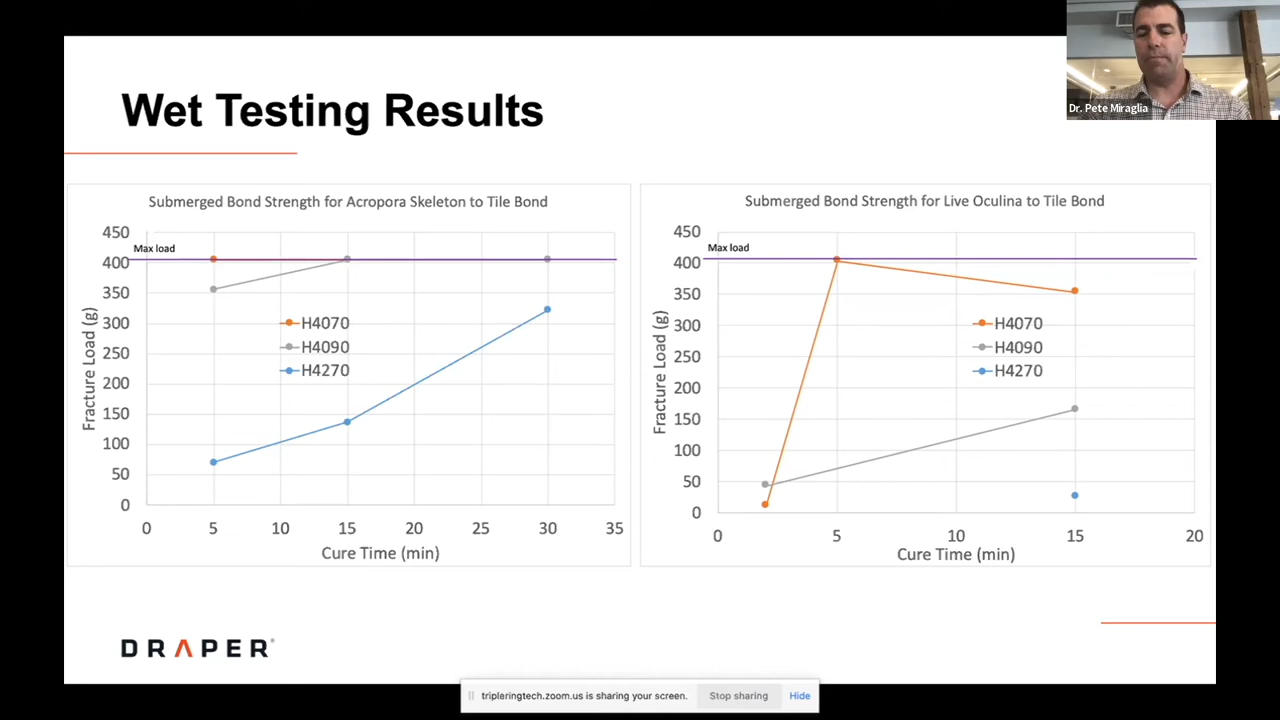 Dr. Pete Miraglia
Wet Testing Results
Submerged Bond Strength for Acropora Skeleton to Tile Bond
450
400
350
300
250
200
150
100
50
0
Max load
Fracture Load (g)
H4070
H4090
H4270
0 5 10 15 20 25 30 35
Cure Time (min)
Submerged Bond Strength for Live Oculina to Tile Bond
450
400
350
300
250
200
150
100
50
0
Max load
Fracture Load (g)
H4070
H4090
H4270
0 5 10 15 20
Cure Time (min)
DRAPER®
tripleringtech.zoom.us is sharing your screen.
Stop sharing
Hide